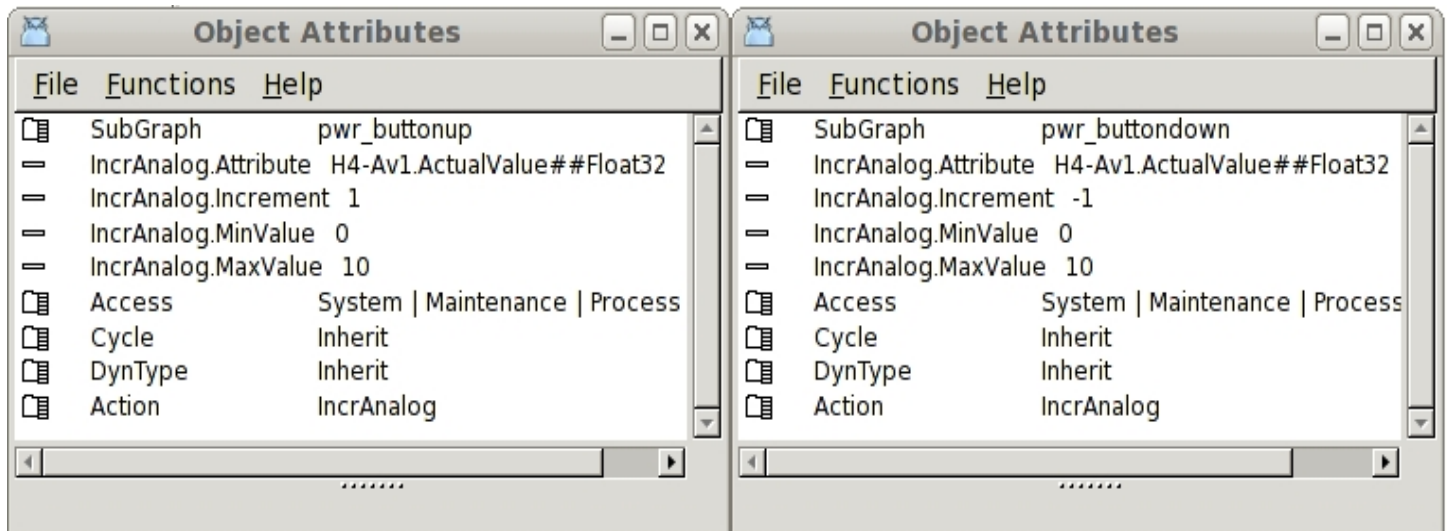 Object Attributes
File Functions Help
SubGraph pwr_buttonup
IncrAnalog.Attribute H4-Av1.ActualValue##Float32
IncrAnalog.Increment 1
IncrAnalog.MinValue 0
IncrAnalog.MaxValue 10
Access System | Maintenance | Process
Cycle Inherit
DynType Inherit
Action IncrAnalog
Object Attributes
File Functions Help
SubGraph pwr_buttondown
IncrAnalog.Attribute H4-Av1.ActualValue##Float32
IncrAnalog.Increment -1
IncrAnalog.MinValue 0
IncrAnalog.MaxValue 10
Access System | Maintenance | Process
Cycle Inherit
DynType Inherit
Action IncrAnalog